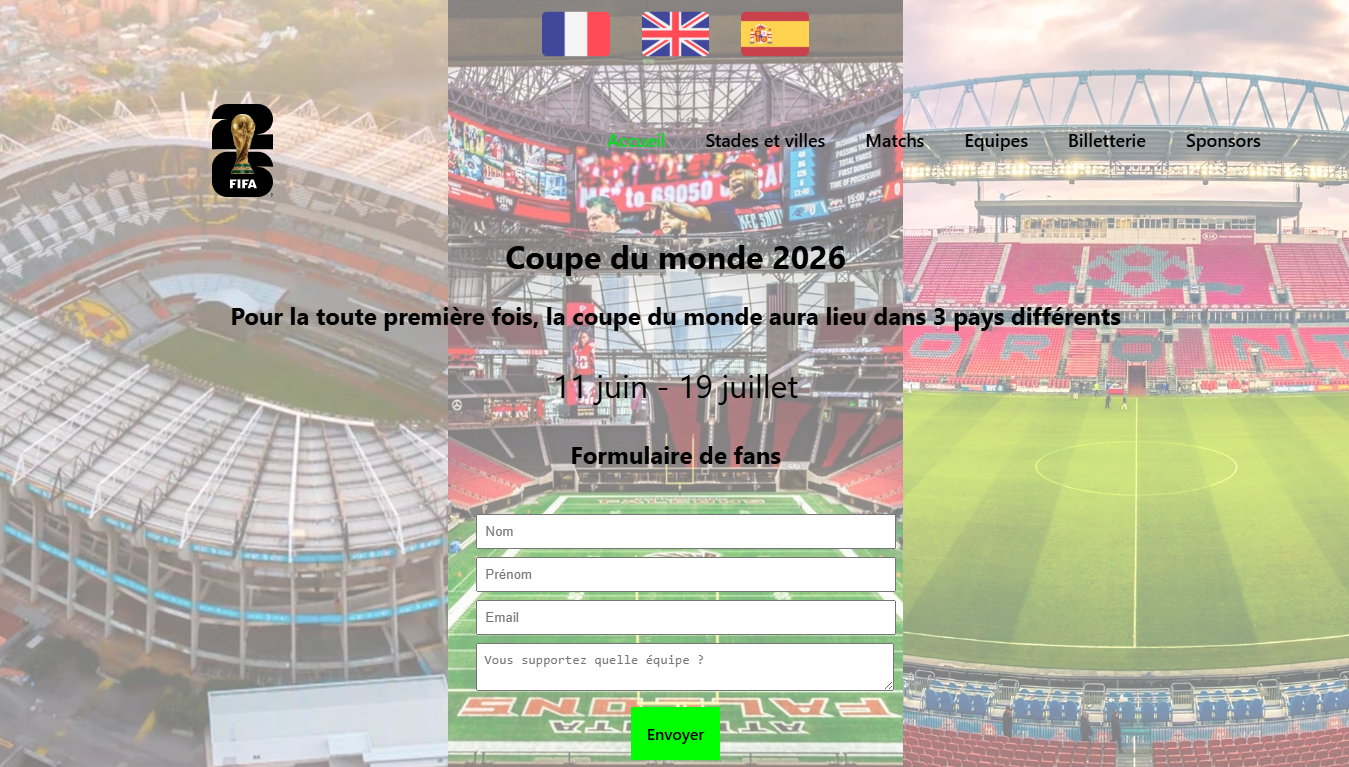 Accueil Stades et villes Matchs Equipes Billetterie Sponsors
FIFA
Coupe du monde 2026
Pour la toute première fois, la coupe du monde aura lieu dans 3 pays différents
11 juin - 19 juillet
Formulaire de fans
Nom
Prénom
Email
Vous supportez quelle équipe ?
Envoyer
FALCONS